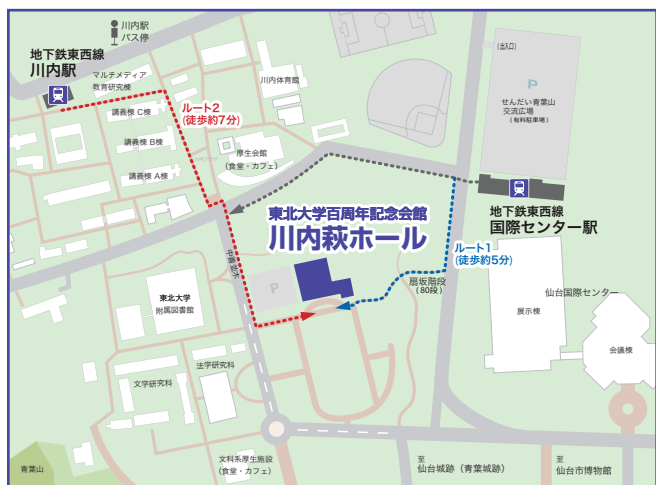 川内駅
バス停
地下鉄東西線
川内駅
マルチメディア
教育研究棟
川内体育館
(出入口)
P
せんだい青葉山
交流広場
(有料駐車場)
講義棟 C棟
ルート2
(徒歩約7分)
講義棟 B棟
厚生会館
(食堂・カフェ)
講義棟 A棟
東北大学百周年記念会館
川内萩ホール
地下鉄東西線
国際センター駅
ルート1
(徒歩約5分)
中善並木
扇坂階段
(80段)
P
東北大学
附属図書館
仙台国際センター
展示棟
会議棟
法学研究科
文学研究科
青葉山
文科系厚生施設
(食堂・カフェ)
至
仙台城跡(青葉城跡)
至
仙台市博物館